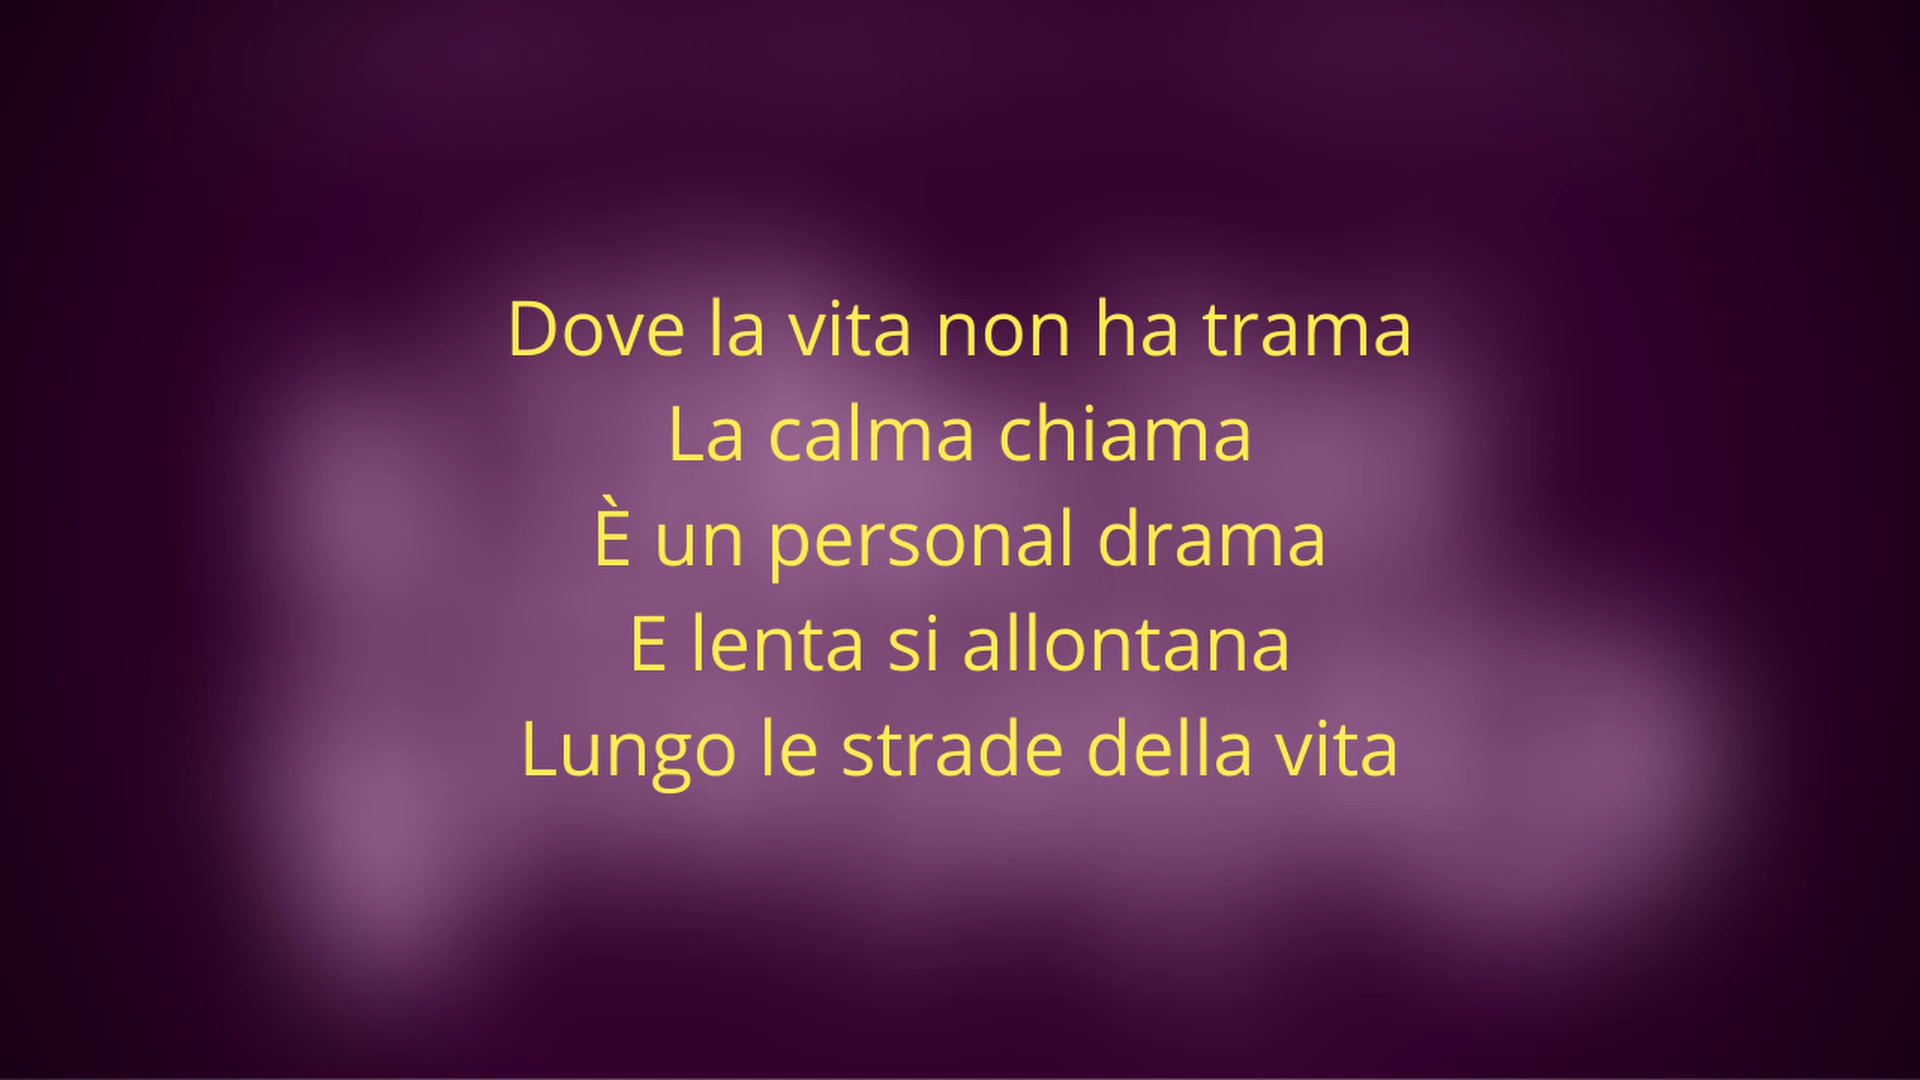 Dove la vita non ha trama
La calma chiama
È un personal drama
E lenta si allontana
Lungo le strade della vita